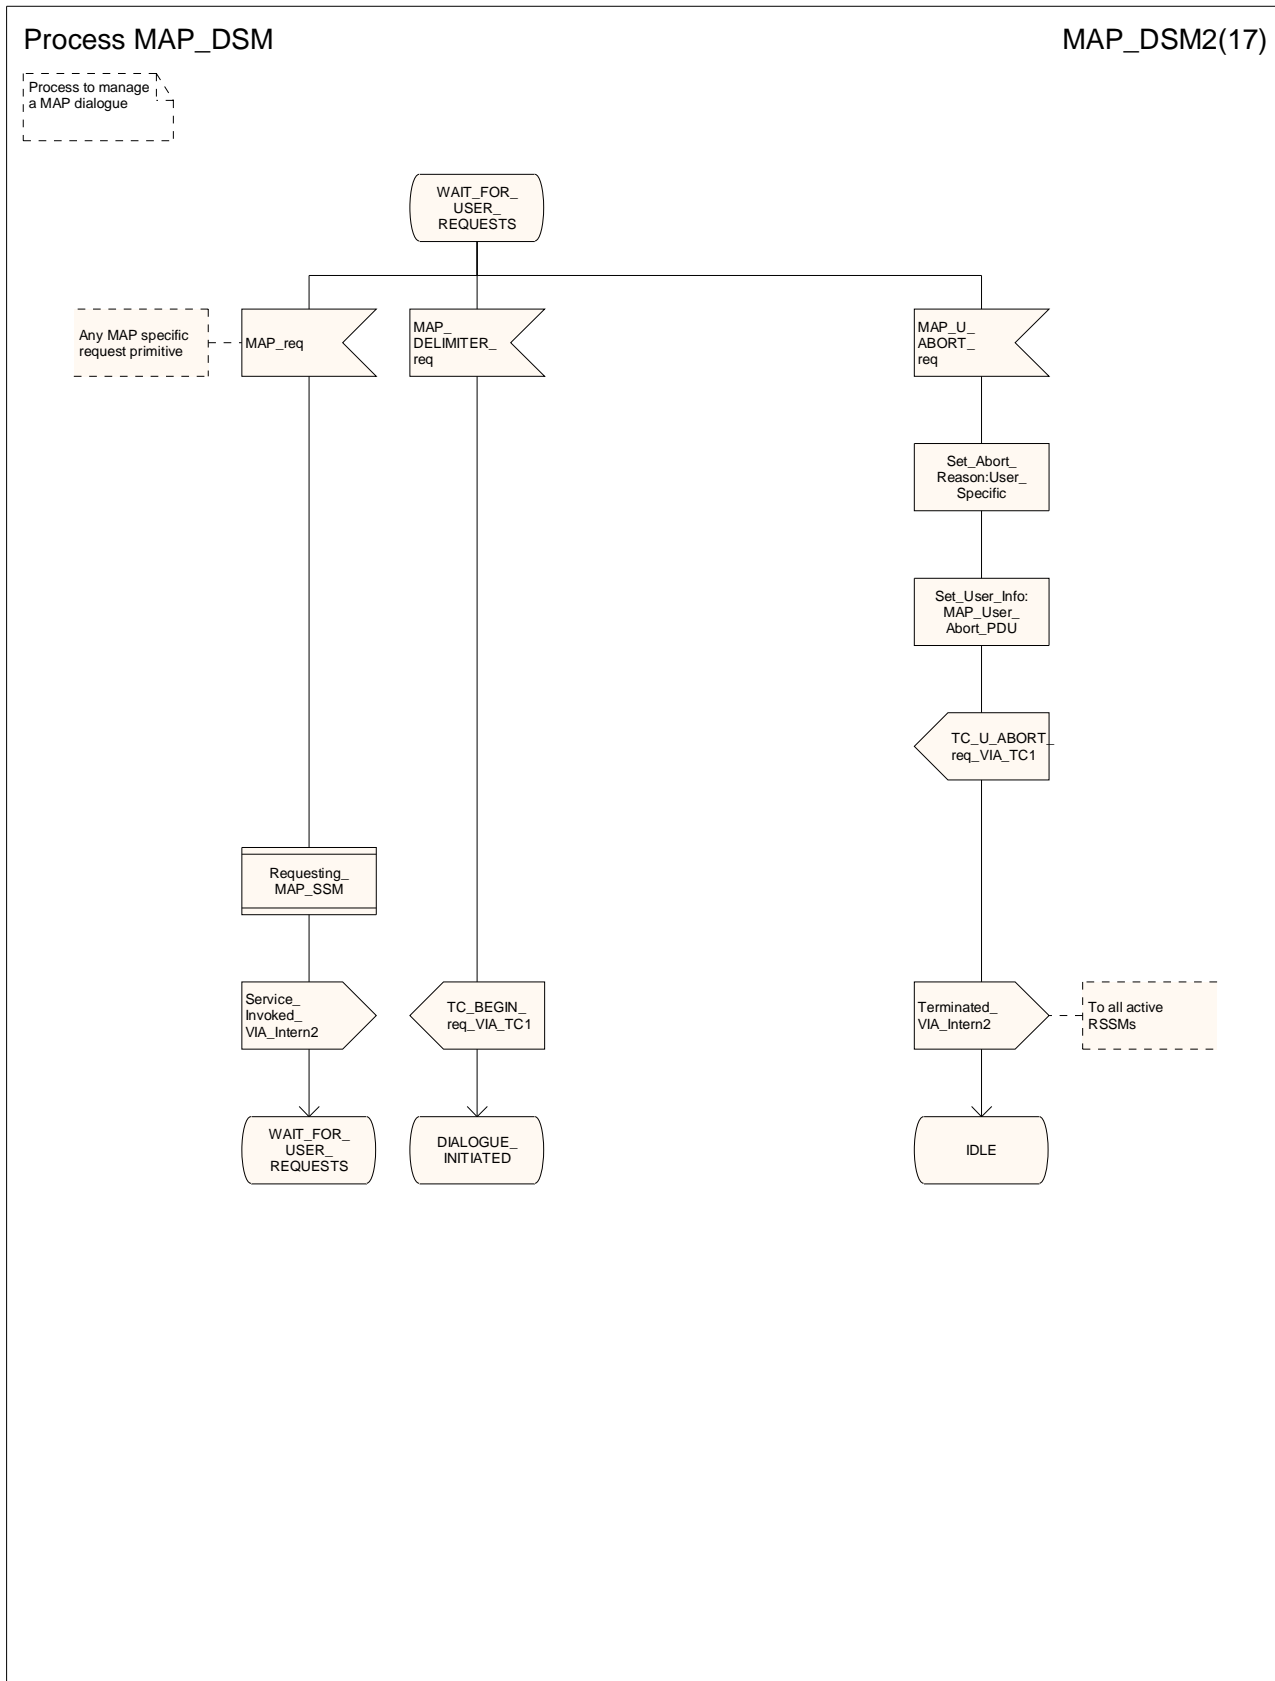 Process MAP_DSM
MAP_DSM2(17)
Process to manage
a MAP dialogue
WAIT_FOR_
USER_
REQUESTS
Any MAP specific
request primitive
MAP_req
MAP_
DELIMITER_
req
MAP_U_
ABORT_
req
Set_Abort_
Reason:User_
Specific
Set_User_Info:
MAP_User_
Abort_PDU
TC_U_ABORT_
req_VIA_TC1
Requesting_
MAP_SSM
Service_
Invoked_
VIA_Intern2
TC_BEGIN_
req_VIA_TC1
Terminated_
VIA_Intern2
To all active
RSSMs
WAIT_FOR_
USER_
REQUESTS
DIALOGUE_
INITIATED
IDLE